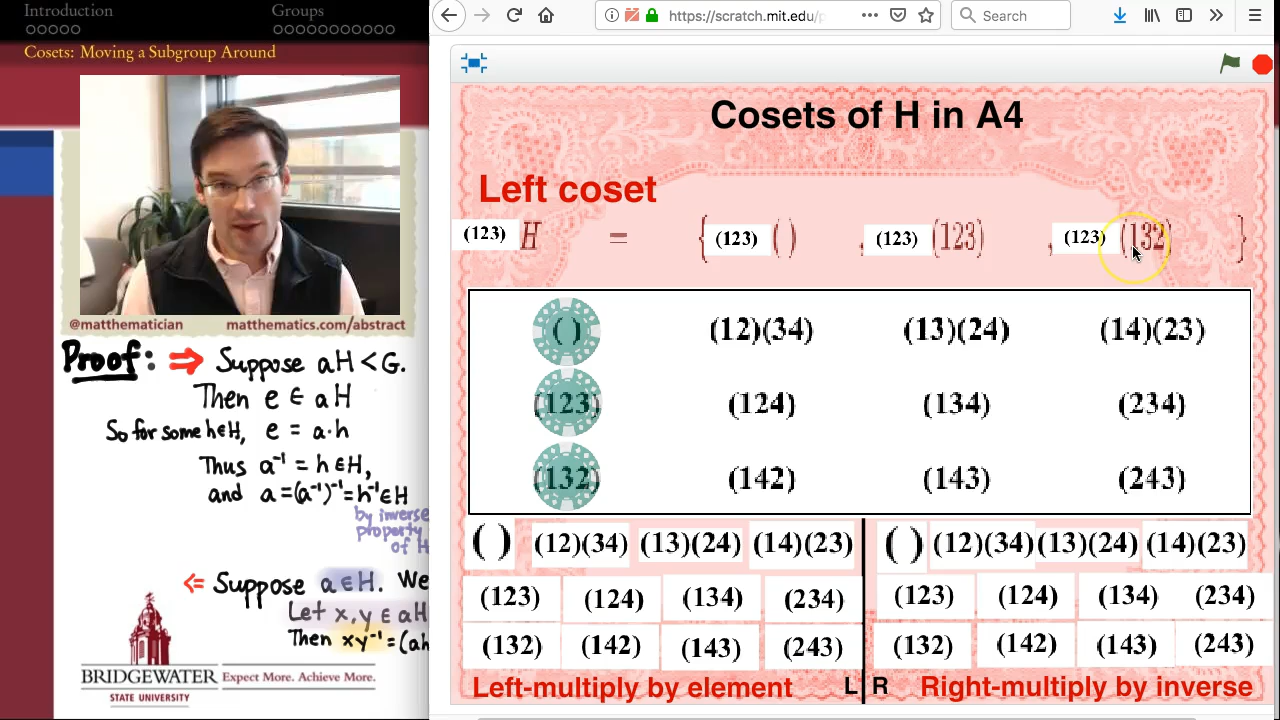 Introduction
Groups
Cosets: Moving a Subgroup Around
@matthematician matthematics.com/abstract
Proof: ⇒ Suppose aH < G.
Then e ∈ aH
So for some h∈H, e = a·h
Thus a⁻¹ = h ∈ H,
and a = (a⁻¹)⁻¹ = h⁻¹ ∈ H
by inverse
property
of H
⇐ Suppose a ∈ H. We
Let x, y ∈ aH
Then xy⁻¹ = (ah
BRIDGEWATER
STATE UNIVERSITY
Expect More. Achieve More.
https://scratch.mit.edu/p
Search
Cosets of H in A4
Left coset
(123) H = { (123) ( ) , (123) (123) , (123) (132) }
( ) (12)(34) (13)(24) (14)(23)
(123) (124) (134) (234)
(132) (142) (143) (243)
( ) (12)(34) (13)(24) (14)(23) ( ) (12)(34) (13)(24) (14)(23)
(123) (124) (134) (234) (123) (124) (134) (234)
(132) (142) (143) (243) (132) (142) (143) (243)
Left-multiply by element L R Right-multiply by inverse